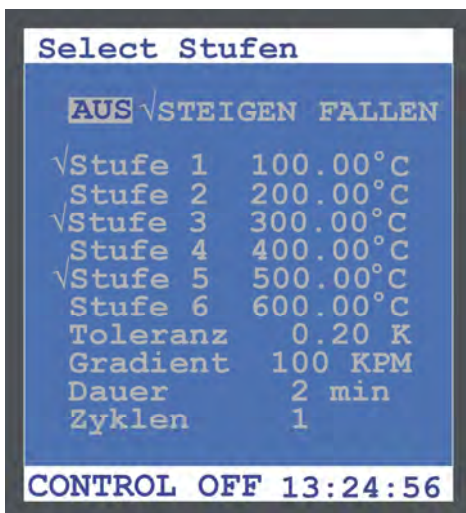 Select Stufen
AUS √STEIGEN FALLEN
√Stufe 1 100.00°C
Stufe 2 200.00°C
√Stufe 3 300.00°C
Stufe 4 400.00°C
√Stufe 5 500.00°C
Stufe 6 600.00°C
Toleranz 0.20 K
Gradient 100 KPM
Dauer 2 min
Zyklen 1
CONTROL OFF 13:24:56